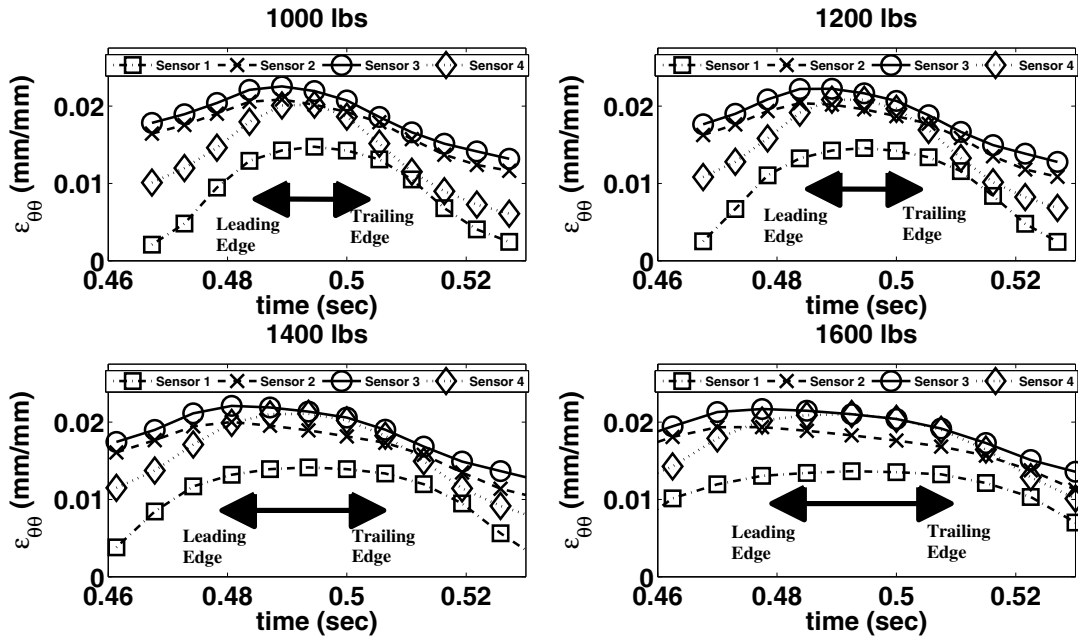 1000 lbs
Sensor 1 Sensor 2 Sensor 3 Sensor 4
0.02
0.01
0
εθθ (mm/mm)
Leading
Edge
Trailing
Edge
0.46 0.48 0.5 0.52
time (sec)
1200 lbs
Sensor 1 Sensor 2 Sensor 3 Sensor 4
0.02
0.01
0
εθθ (mm/mm)
Leading
Edge
Trailing
Edge
0.46 0.48 0.5 0.52
time (sec)
1400 lbs
Sensor 1 Sensor 2 Sensor 3 Sensor 4
0.02
0.01
0
εθθ (mm/mm)
Leading
Edge
Trailing
Edge
0.46 0.48 0.5 0.52
time (sec)
1600 lbs
Sensor 1 Sensor 2 Sensor 3 Sensor 4
0.02
0.01
0
εθθ (mm/mm)
Leading
Edge
Trailing
Edge
0.46 0.48 0.5 0.52
time (sec)